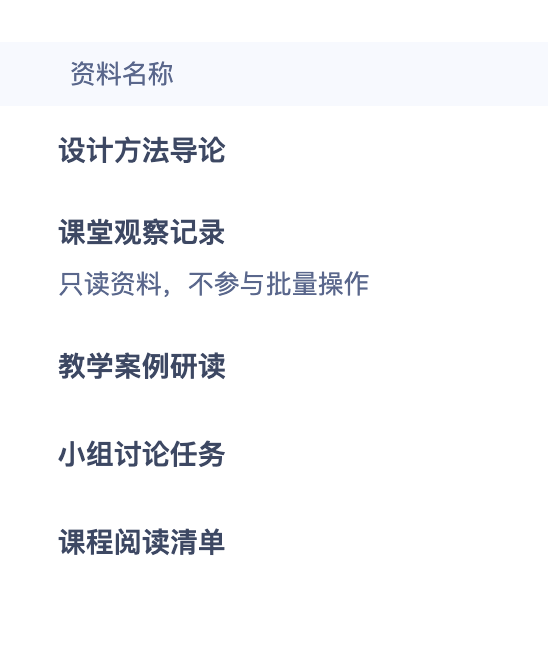 资料名称
设计方法导论
课堂观察记录
只读资料，不参与批量操作
教学案例研读
小组讨论任务
课程阅读清单